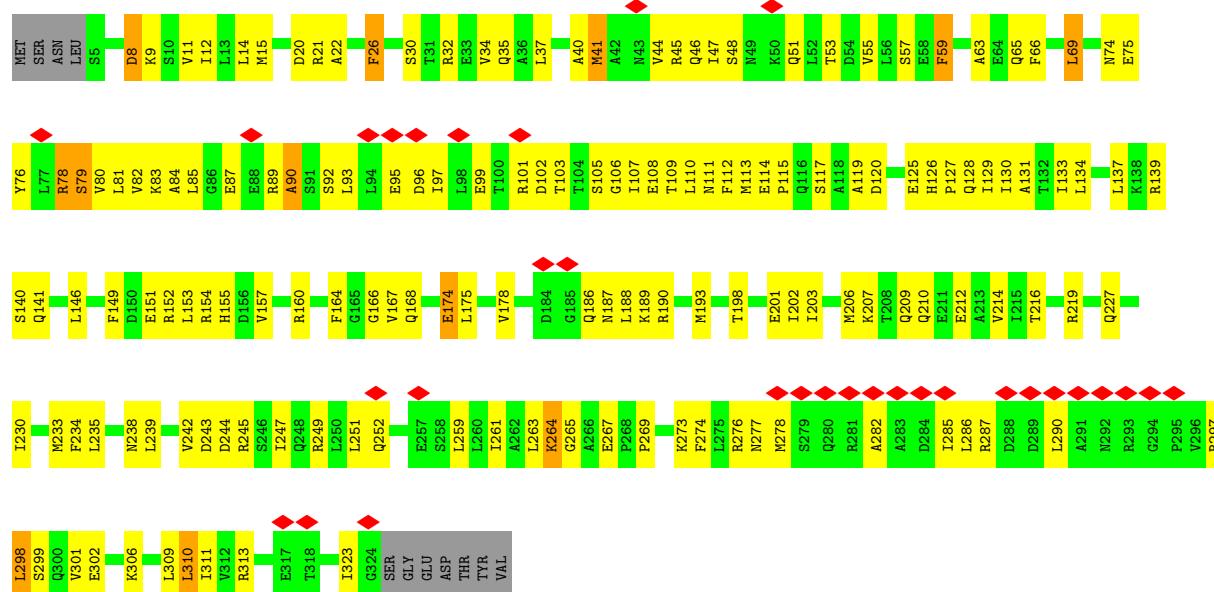 MET SER ASN LEU S5 D8 K9 S10 V11 I12 L13 L14 M15 D20 R21 A22 F26 S30 T31 R32 E33 V34 Q35 A36 L37 A40 M41 A42 N43 V44 R45 Q46 I47 S48 N49 K50 Q51 L52 T53 D54 V55 L56 S57 E58 F59 A63 E64 Q65 F66 L69 N74 E75
Y76 L77 R78 S79 V80 L81 V82 K83 A84 L85 G86 E87 E88 R89 A90 S91 S92 L93 L94 E95 D96 I97 L98 E99 T100 R101 D102 T103 T104 S105 G106 I107 E108 T109 L110 N111 F112 M113 E114 P115 Q116 S117 A118 A119 D120 E125 H126 P127 Q128 I129 I130 A131 T132 I133 L134 L137 K138 R139
S140 Q141 L146 F149 D150 E151 R152 L153 R154 H155 D156 V157 R160 F164 G165 G166 V167 Q168 E174 L175 V178 D184 G185 Q186 N187 L188 K189 R190 M193 T198 E201 I202 I203 M206 K207 T208 Q209 Q210 E211 E212 A213 V214 I215 T216 R219 Q227
I230 M233 F234 L235 N238 L239 V242 D243 D244 R245 S246 I247 Q248 R249 L250 L251 Q252 E257 S258 L259 L260 I261 A262 L263 K264 G265 A266 E267 P268 P269 K273 F274 L275 R276 N277 M278 S279 Q280 R281 A282 A283 D284 I285 L286 R287 D288 D289 L290 A291 N292 R293 G294 P295 V296
L298 S299 Q300 V301 E302 K306 L309 L310 I311 V312 R313 E317 T318 I323 G324 SER GLY GLU ASP THR TYR VAL